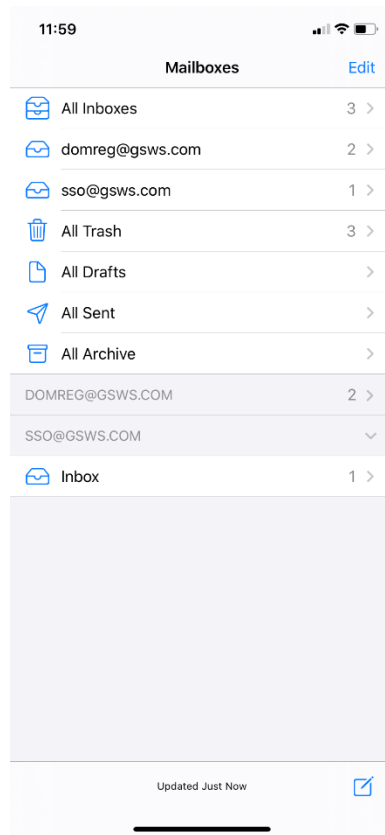 11:59
Mailboxes Edit
All Inboxes 3
domreg@gsws.com 2
sso@gsws.com 1
All Trash 3
All Drafts
All Sent
All Archive
DOMREG@GSWS.COM 2
SSO@GSWS.COM
Inbox 1
Updated Just Now